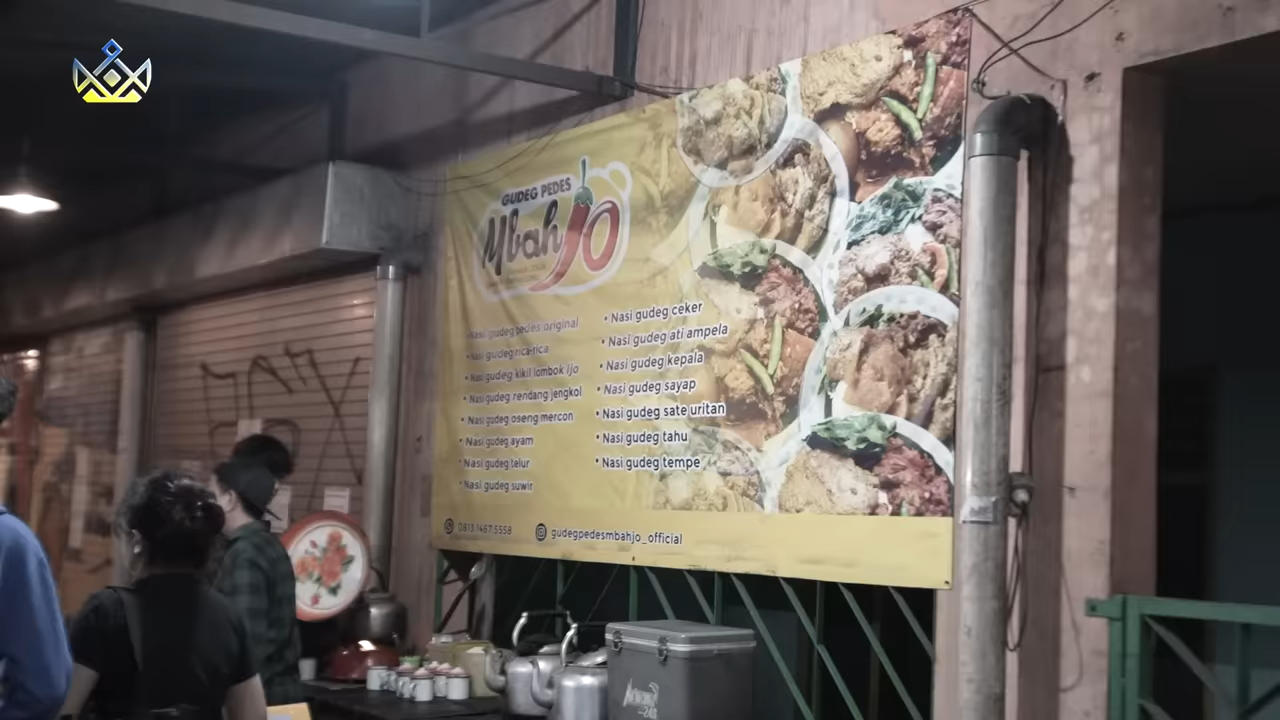 GUDEG PEDES
Mbah Jo
• Nasi gudeg pedes original
• Nasi gudeg rica-rica
• Nasi gudeg kikil lombok ijo
• Nasi gudeg rendang jengkol
• Nasi gudeg oseng mercon
• Nasi gudeg ayam
• Nasi gudeg telur
• Nasi gudeg suwir
• Nasi gudeg ceker
• Nasi gudeg ati ampela
• Nasi gudeg kepala
• Nasi gudeg sayap
• Nasi gudeg sate uritan
• Nasi gudeg tahu
• Nasi gudeg tempe
0813 1467 5558
gudegpedesmbahjo_official